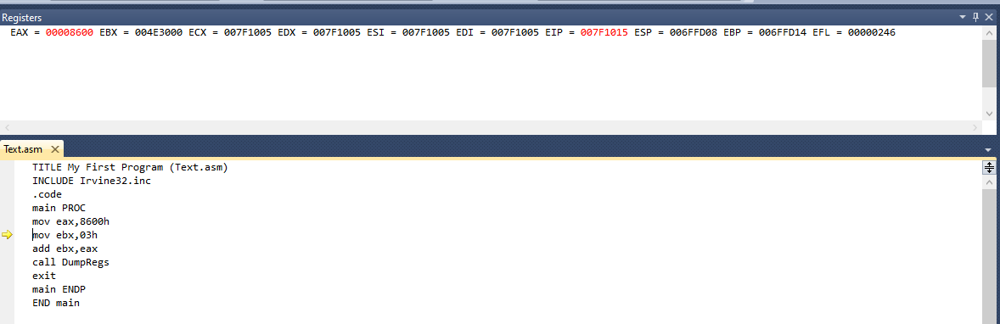 Registers
EAX = 00008600 EBX = 004E3000 ECX = 007F1005 EDX = 007F1005 ESI = 007F1005 EDI = 007F1005 EIP = 007F1015 ESP = 006FFD08 EBP = 006FFD14 EFL = 00000246
Text.asm
TITLE My First Program (Text.asm)
INCLUDE Irvine32.inc
.code
main PROC
mov eax,8600h
mov ebx,03h
add ebx,eax
call DumpRegs
exit
main ENDP
END main